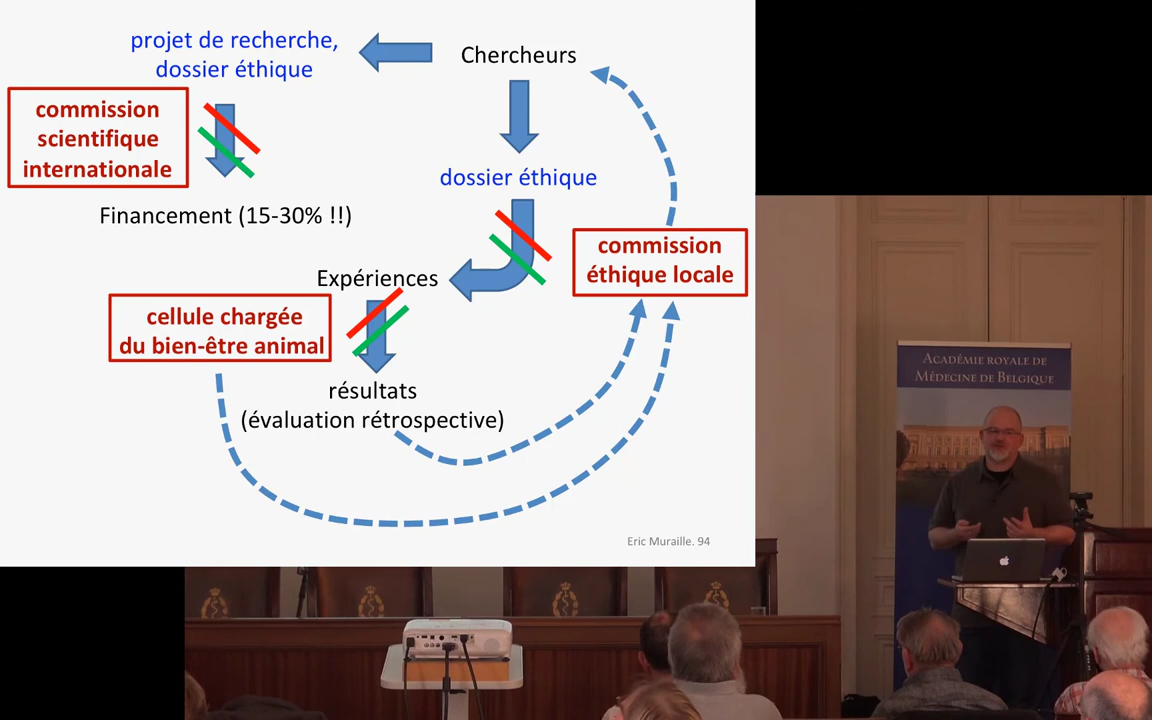 projet de recherche,
dossier éthique
Chercheurs
commission
scientifique
internationale
dossier éthique
Financement (15-30% !!)
commission
éthique locale
Expériences
cellule chargée
du bien-être animal
résultats
(évaluation rétrospective)
Eric Muraille. 94
Académie royale de
Médecine de Belgique